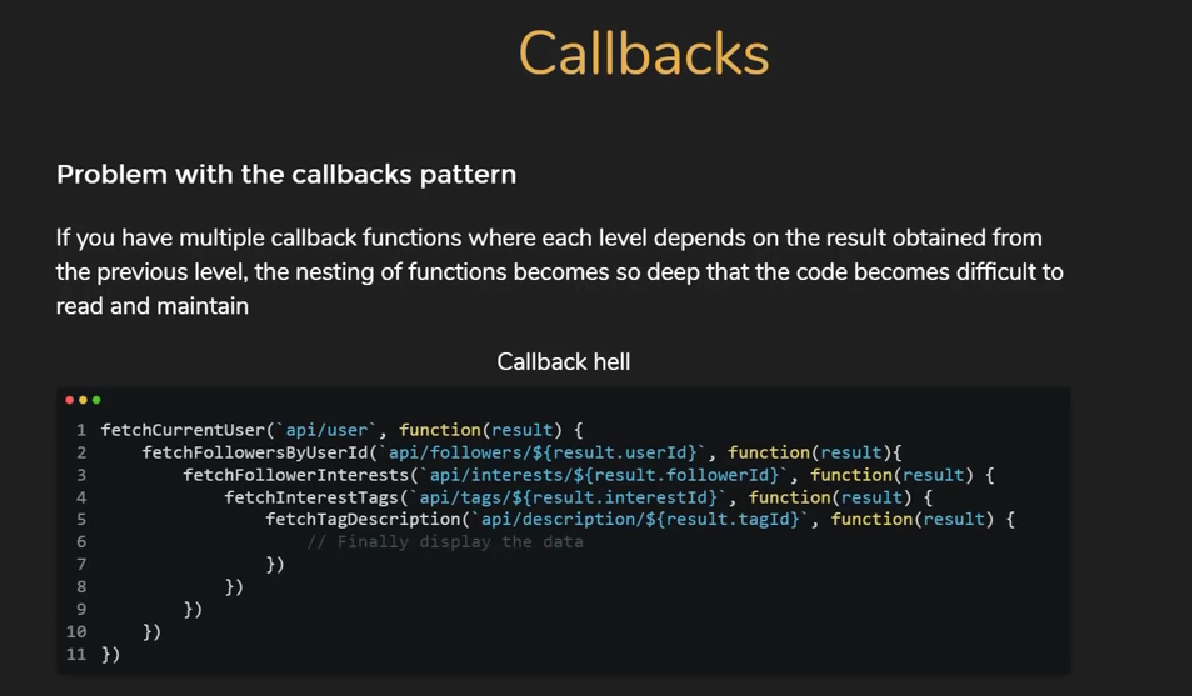 Callbacks
Problem with the callbacks pattern
If you have multiple callback functions where each level depends on the result obtained from
the previous level, the nesting of functions becomes so deep that the code becomes difficult to
read and maintain
Callback hell
1 fetchCurrentUser(`api/user`, function(result) {
2     fetchFollowersByUserId(`api/followers/${result.userId}`, function(result){
3         fetchFollowerInterests(`api/interests/${result.followerId}`, function(result) {
4             fetchInterestTags(`api/tags/${result.interestId}`, function(result) {
5                 fetchTagDescription(`api/description/${result.tagId}`, function(result) {
6                     // Finally display the data
7                 })
8             })
9         })
10     })
11 })